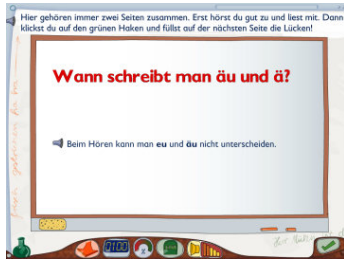 Hier gehören immer zwei Seiten zusammen. Erst hörst du gut zu und liest mit. Dann
klickst du auf den grünen Haken und füllst auf der nächsten Seite die Lücken!
Wann schreibt man äu und ä?
Beim Hören kann man eu und äu nicht unterscheiden.